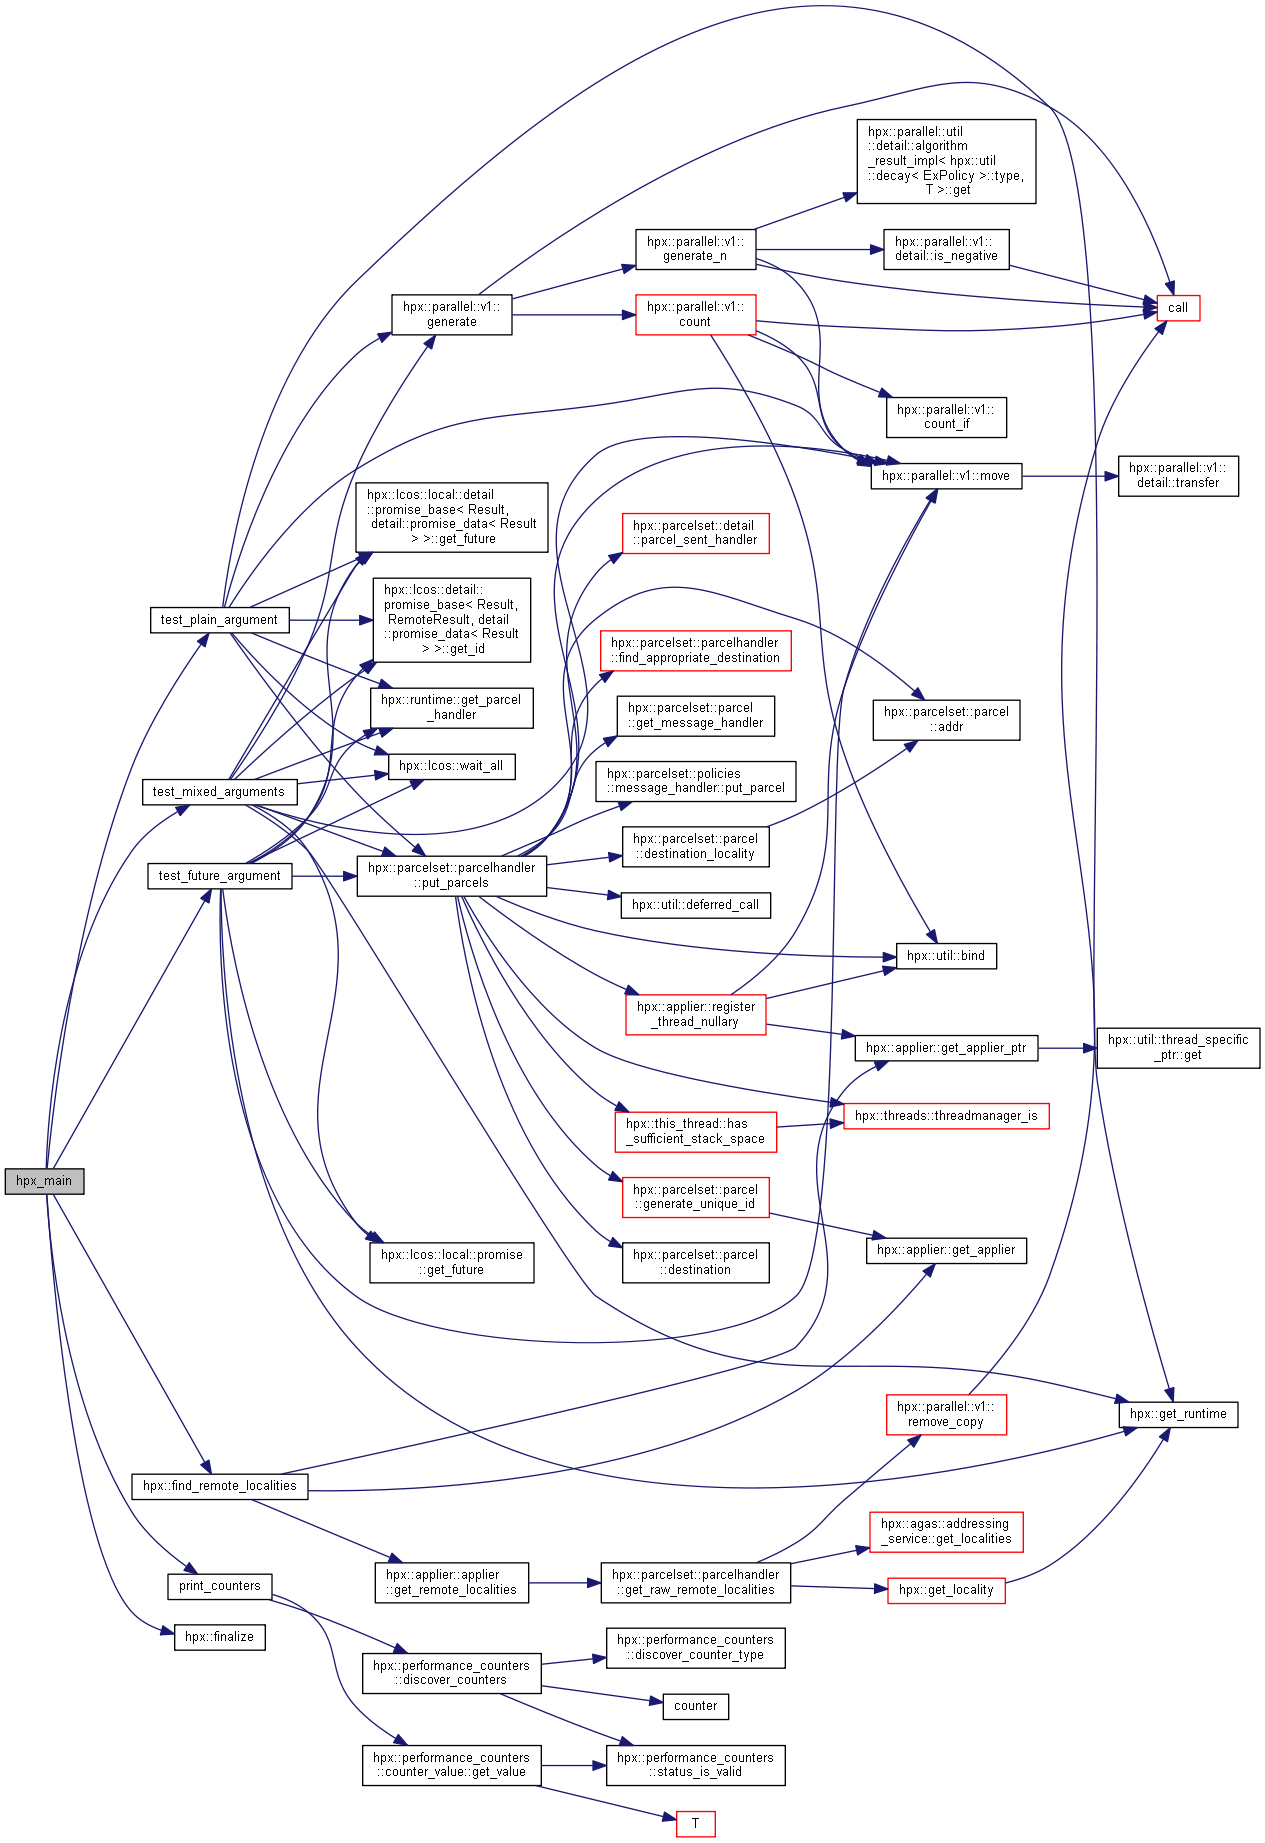 hpx::parallel::util
::detail::algorithm
_result_impl< hpx::util
::decay< ExPolicy >::type,
T >::get
hpx::parallel::v1::
generate_n
hpx::parallel::v1::
detail::is_negative
hpx::parallel::v1::
generate
hpx::parallel::v1::
count
call
hpx::parallel::v1::
count_if
hpx::parallel::v1::move
hpx::parallel::v1::
detail::transfer
hpx::lcos::local::detail
::promise_base< Result,
detail::promise_data< Result
> >::get_future
hpx::parcelset::detail
::parcel_sent_handler
test_plain_argument
hpx::lcos::detail::
promise_base< Result,
RemoteResult, detail
::promise_data< Result
> >::get_id
hpx::parcelset::parcelhandler
::find_appropriate_destination
hpx::runtime::get_parcel
_handler
hpx::parcelset::parcel
::get_message_handler
hpx::parcelset::parcel
::addr
hpx::lcos::wait_all
test_mixed_arguments
hpx::parcelset::policies
::message_handler::put_parcel
hpx::parcelset::parcel
::destination_locality
test_future_argument
hpx::parcelset::parcelhandler
::put_parcels
hpx::util::deferred_call
hpx::util::bind
hpx::applier::register
_thread_nullary
hpx::applier::get_applier_ptr
hpx::util::thread_specific
_ptr::get
hpx::this_thread::has
_sufficient_stack_space
hpx::threads::threadmanager_is
hpx_main
hpx::parcelset::parcel
::generate_unique_id
hpx::applier::get_applier
hpx::lcos::local::promise
::get_future
hpx::parcelset::parcel
::destination
hpx::parallel::v1::
remove_copy
hpx::get_runtime
hpx::find_remote_localities
hpx::agas::addressing
_service::get_localities
print_counters
hpx::applier::applier
::get_remote_localities
hpx::parcelset::parcelhandler
::get_raw_remote_localities
hpx::get_locality
hpx::finalize
hpx::performance_counters
::discover_counters
hpx::performance_counters
::discover_counter_type
counter
hpx::performance_counters
::counter_value::get_value
hpx::performance_counters
::status_is_valid
T